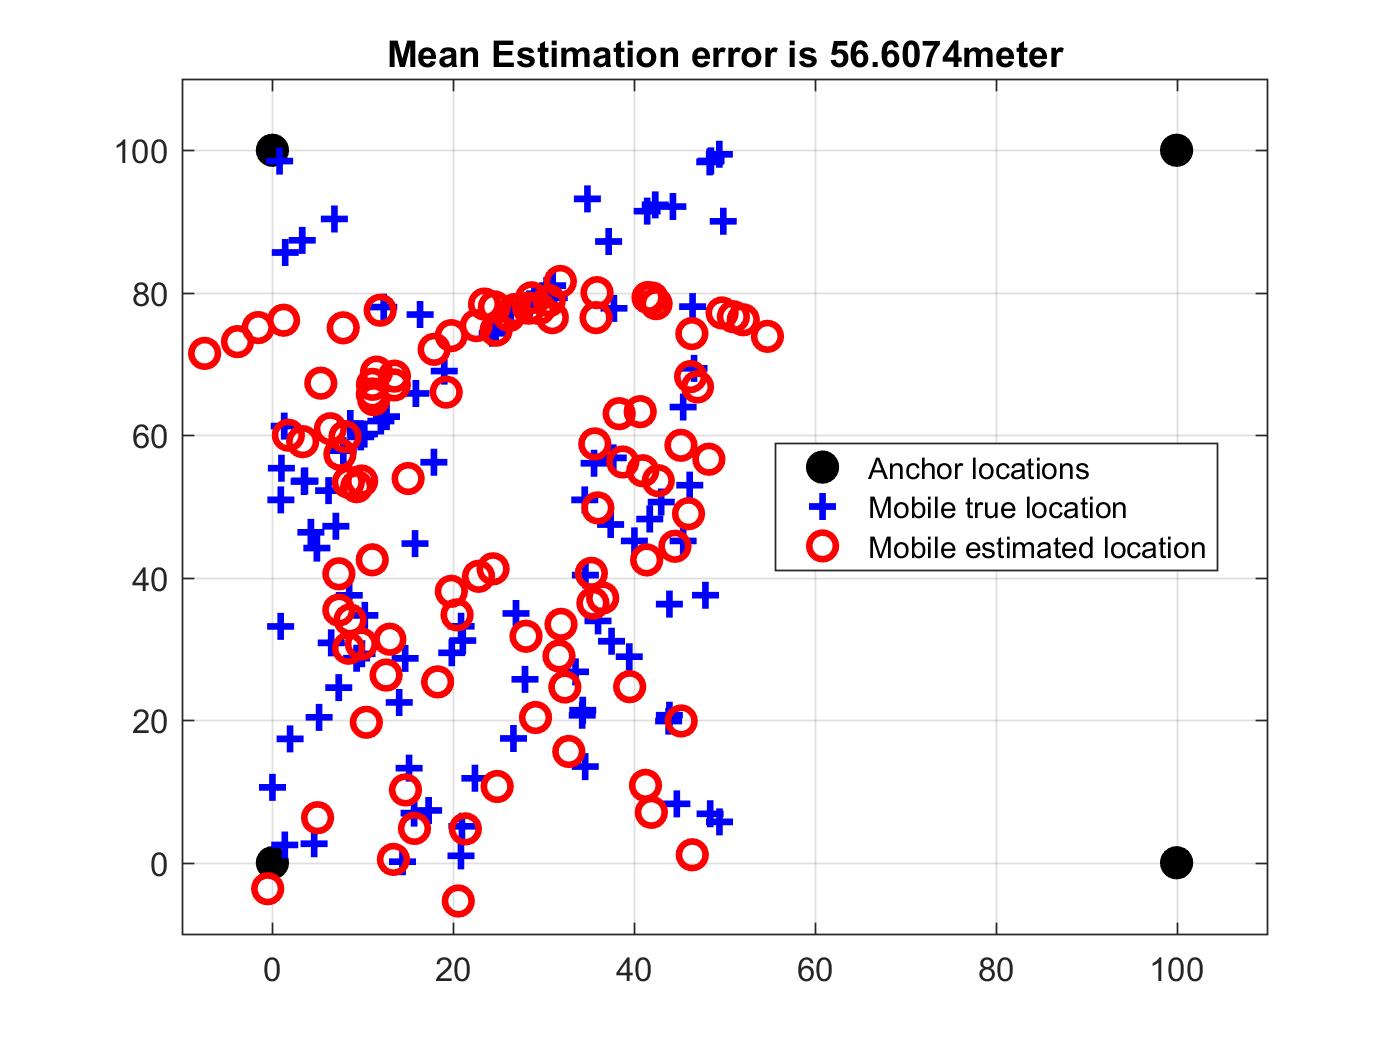 Mean Estimation error is 56.6074meter
100
80
60
40
20
0
Anchor locations
Mobile true location
Mobile estimated location
0 20 40 60 80 100